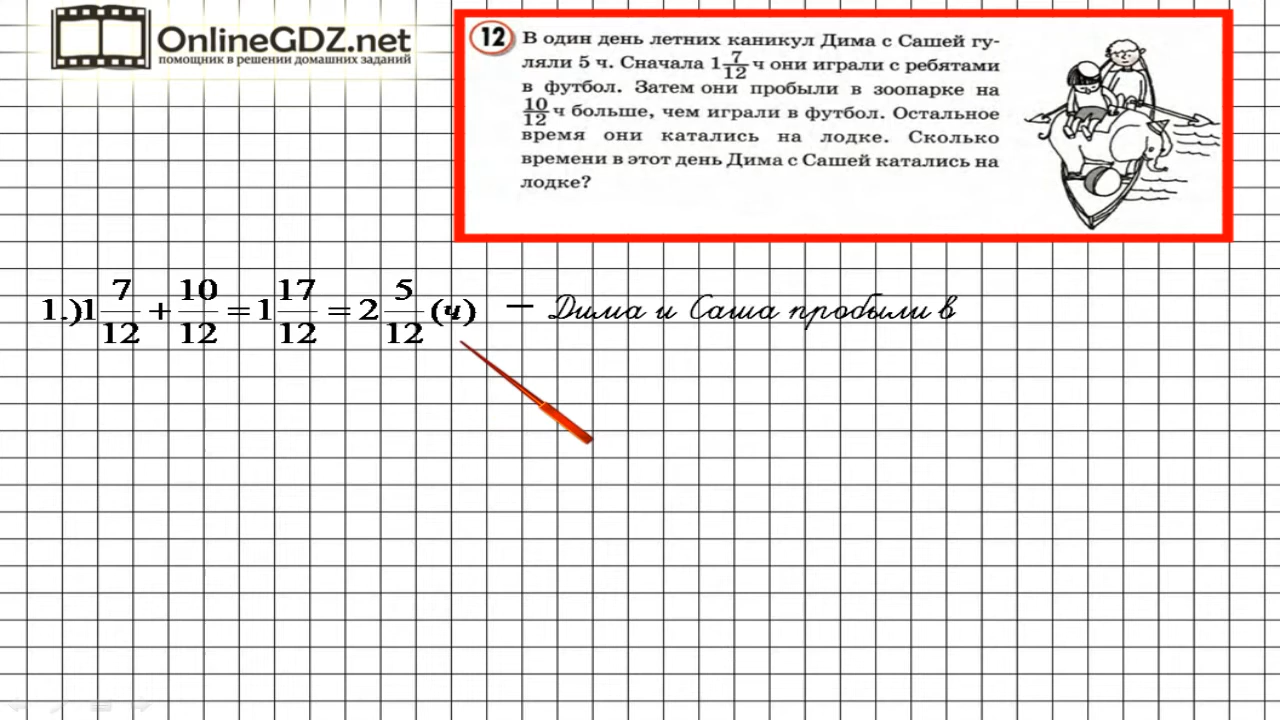 OnlineGDZ.net
помощник в решении домашних заданий
12 В один день летних каникул Дима с Сашей гу-
ляли 5 ч. Сначала 1 7/12 ч они играли с ребятами
в футбол. Затем они пробыли в зоопарке на
10/12 ч больше, чем играли в футбол. Остальное
время они катались на лодке. Сколько
времени в этот день Дима с Сашей катались на
лодке?
1.) 1 7/12 + 10/12 = 1 17/12 = 2 5/12 (ч) – Дима и Саша пробыли в